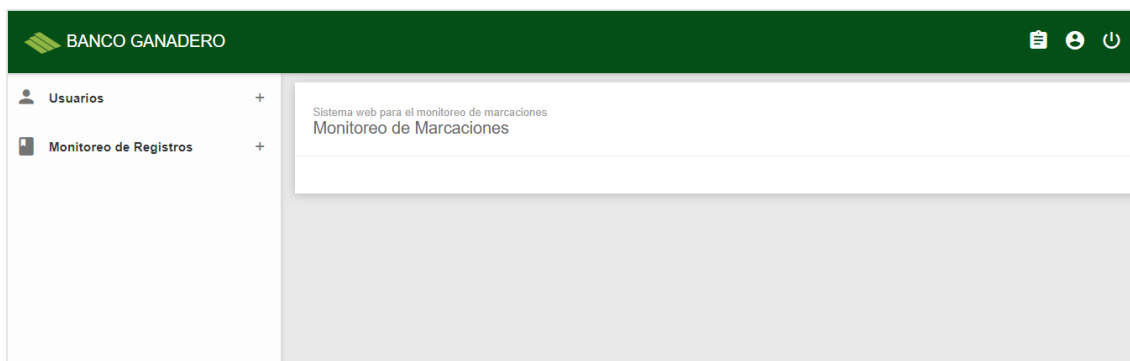 BANCO GANADERO
Usuarios +
Monitoreo de Registros +
Sistema web para el monitoreo de marcaciones
Monitoreo de Marcaciones